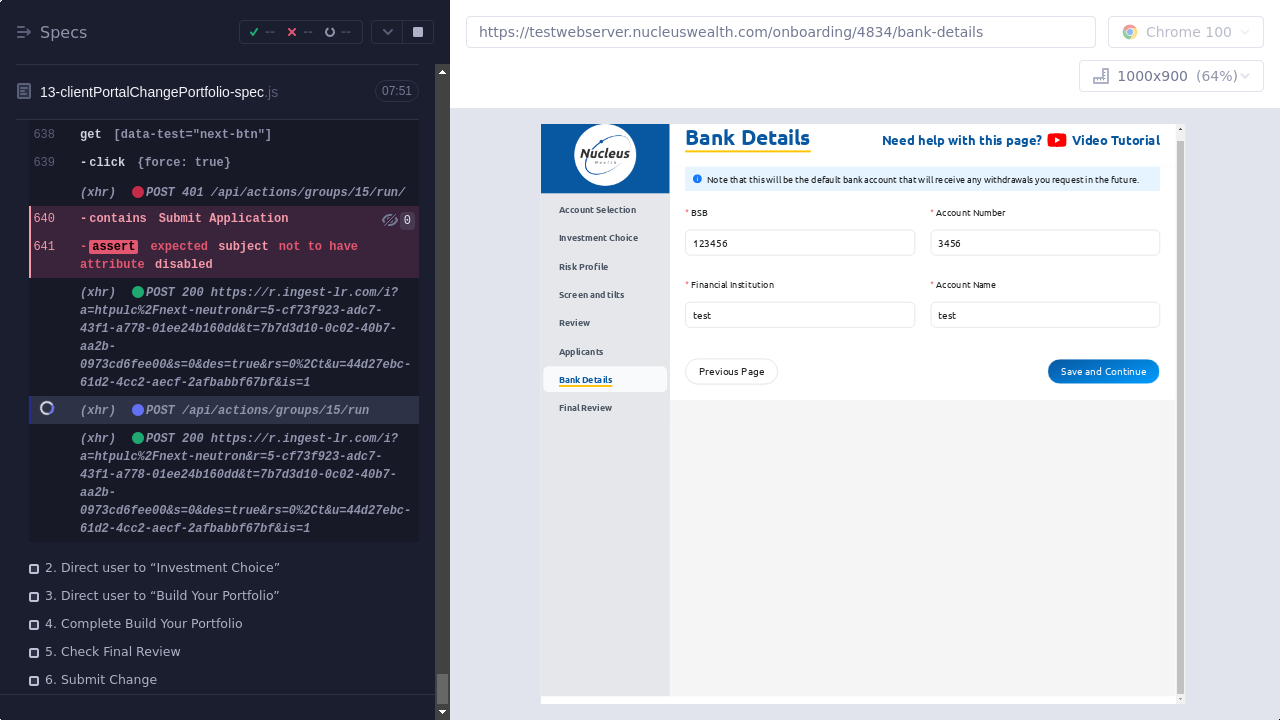 Specs
--
--
--
13-clientPortalChangePortfolio-spec.js
07:51
638 get [data-test="next-btn"]
639 -click {force: true}
(xhr) POST 401 /api/actions/groups/15/run/
640 -contains Submit Application 0
641 -assert expected subject not to have
attribute disabled
(xhr) POST 200 https://r.ingest-lr.com/i?
a=htpulc%2Fnext-neutron&r=5-cf73f923-adc7-
43f1-a778-01ee24b160dd&t=7b7d3d10-0c02-40b7-
aa2b-
0973cd6fee00&s=0&des=true&rs=0%2Ct&u=44d27ebc-
61d2-4cc2-aecf-2afbabbf67bf&is=1
(xhr) POST /api/actions/groups/15/run
(xhr) POST 200 https://r.ingest-lr.com/i?
a=htpulc%2Fnext-neutron&r=5-cf73f923-adc7-
43f1-a778-01ee24b160dd&t=7b7d3d10-0c02-40b7-
aa2b-
0973cd6fee00&s=0&des=true&rs=0%2Ct&u=44d27ebc-
61d2-4cc2-aecf-2afbabbf67bf&is=1
2. Direct user to “Investment Choice”
3. Direct user to “Build Your Portfolio”
4. Complete Build Your Portfolio
5. Check Final Review
6. Submit Change
https://testwebserver.nucleuswealth.com/onboarding/4834/bank-details
Chrome 100
1000x900 (64%)
Nucleus
Wealth
Account Selection
Investment Choice
Risk Profile
Screen and tilts
Review
Applicants
Bank Details
Final Review
Bank Details
Need help with this page? Video Tutorial
Note that this will be the default bank account that will receive any withdrawals you request in the future.
* BSB
* Account Number
123456
3456
* Financial Institution
* Account Name
test
test
Previous Page
Save and Continue